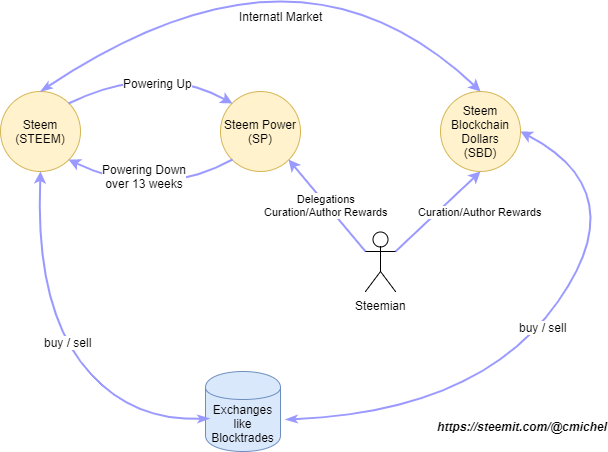 Internatl Market
Powering Up
Steem
(STEEM)
Steem Power
(SP)
Steem
Blockchain
Dollars
(SBD)
Powering Down
over 13 weeks
Delegations
Curation/Author Rewards
Curation/Author Rewards
Steemian
buy / sell
buy / sell
Exchanges
like
Blocktrades
https://steemit.com/@cmichel